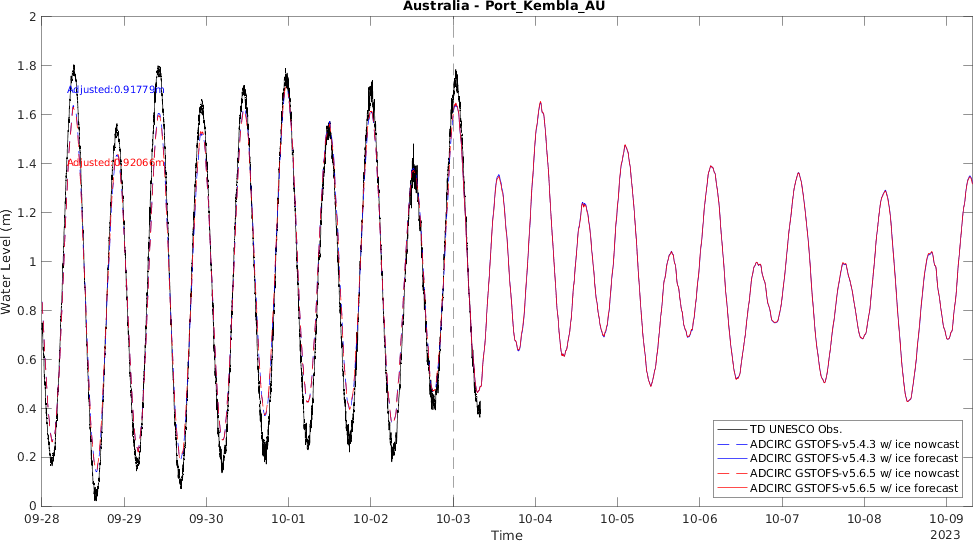 Australia - Port_Kembla_AU
2
1.8
1.6
1.4
1.2
1
0.8
0.6
0.4
0.2
0
Water Level (m)
Adjusted:0.91779m
Adjusted:0.92066m
TD UNESCO Obs.
ADCIRC GSTOFS-v5.4.3 w/ ice nowcast
ADCIRC GSTOFS-v5.4.3 w/ ice forecast
ADCIRC GSTOFS-v5.6.5 w/ ice nowcast
ADCIRC GSTOFS-v5.6.5 w/ ice forecast
09-28 09-29 09-30 10-01 10-02 10-03 10-04 10-05 10-06 10-07 10-08 10-09
2023
Time